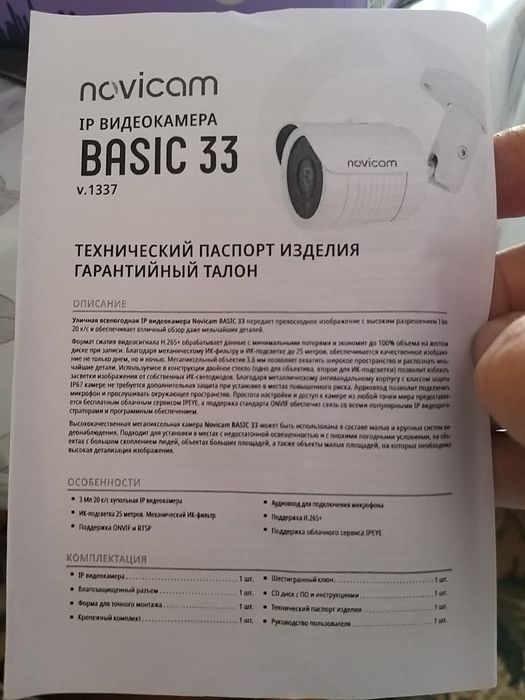 novicam
IP ВИДЕОКАМЕРА
BASIC 33
v.1337
novicam
ТЕХНИЧЕСКИЙ ПАСПОРТ ИЗДЕЛИЯ
ГАРАНТИЙНЫЙ ТАЛОН
ОПИСАНИЕ
Уличная всепогодная IP видеокамера Novicam BASIC 33 передает превосходное изображение с высоким разрешением 3 Мп
20 к/с и обеспечивает отличный обзор даже мельчайших деталей.
Формат сжатия видеосигнала H.265+ обрабатывает данные с минимальными потерями и экономит до 100% объема на жестком
диске при записи. Благодаря механическому ИК-фильтру и ИК-подсветке до 25 метров, обеспечивается качественное изображе-
ние не только днем, но и ночью. Мегапиксельный объектив 3.6 мм позволяет охватить широкое пространство и распознать мель-
чайшие детали. Используемое в конструкции двойное стекло (одно для объектива, второе для ИК-подсветки) позволит избежать
засветки изображения от собственных ИК-светодиодов. Благодаря металлическому антивандальному корпусу с классом защиты
IP67 камере не требуется дополнительная защита при установке в местах повышенного риска. Аудиовход позволит подключить
микрофон и прослушивать окружающее пространство. Простота настройки и доступ к камере из любой точки мира предоставля-
ется бесплатным облачным сервисом IPEYE, а поддержка стандарта ONVIF обеспечит связь со всеми популярными IP видеореги-
страторами и программным обеспечением.
Высококачественная мегапиксельная камера Novicam BASIC 33 может быть использована в составе малых и крупных систем ви-
деонаблюдения. Подходит для установки в местах с недостаточной освещенностью и с плохими погодными условиями, на объ-
ектах с большим скоплением людей, объектах больших площадей, а также объекты малых площадей, на которых необходима
высокая детализация изображения.
ОСОБЕННОСТИ
▪ 3 Мп 20 к/с купольная IP видеокамера ▪ Аудиовход для подключения микрофона
▪ ИК-подсветка 25 метров. Механический ИК-фильтр ▪ Поддержка H.265+
▪ Поддержка ONVIF и RTSP ▪ Поддержка облачного сервиса IPEYE
КОМПЛЕКТАЦИЯ
▪ IP видеокамера 1 шт. ▪ Шестигранный ключ 1 шт.
▪ Влагозащищенный разъем 1 шт. ▪ CD диск с ПО и инструкциями 1 шт.
▪ Форма для точного монтажа 1 шт. ▪ Технический паспорт изделия 1 шт.
▪ Крепежный комплект 1 шт. ▪ Руководство пользователя 1 шт.